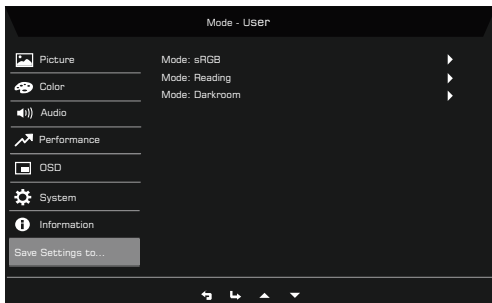 Mode - User
Picture
Color
Audio
Performance
OSD
System
Information
Save Settings to...
Mode: sRGB
Mode: Reading
Mode: Darkroom